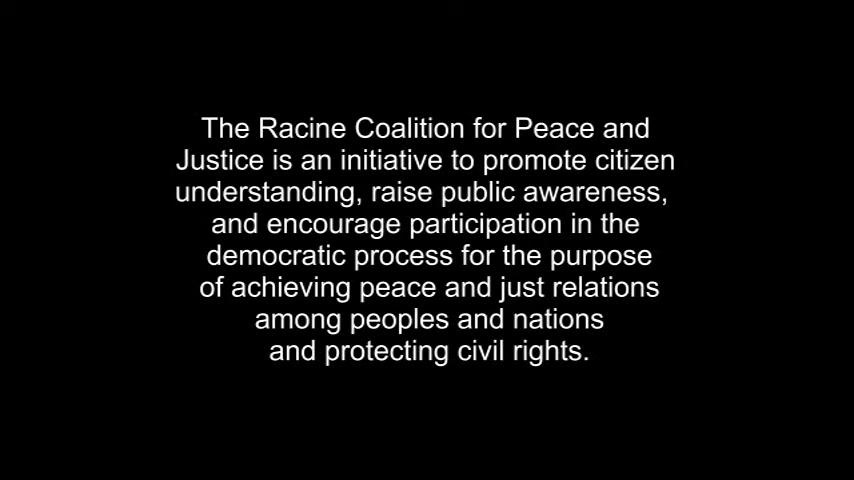 The Racine Coalition for Peace and
Justice is an initiative to promote citizen
understanding, raise public awareness,
and encourage participation in the
democratic process for the purpose
of achieving peace and just relations
among peoples and nations
and protecting civil rights.